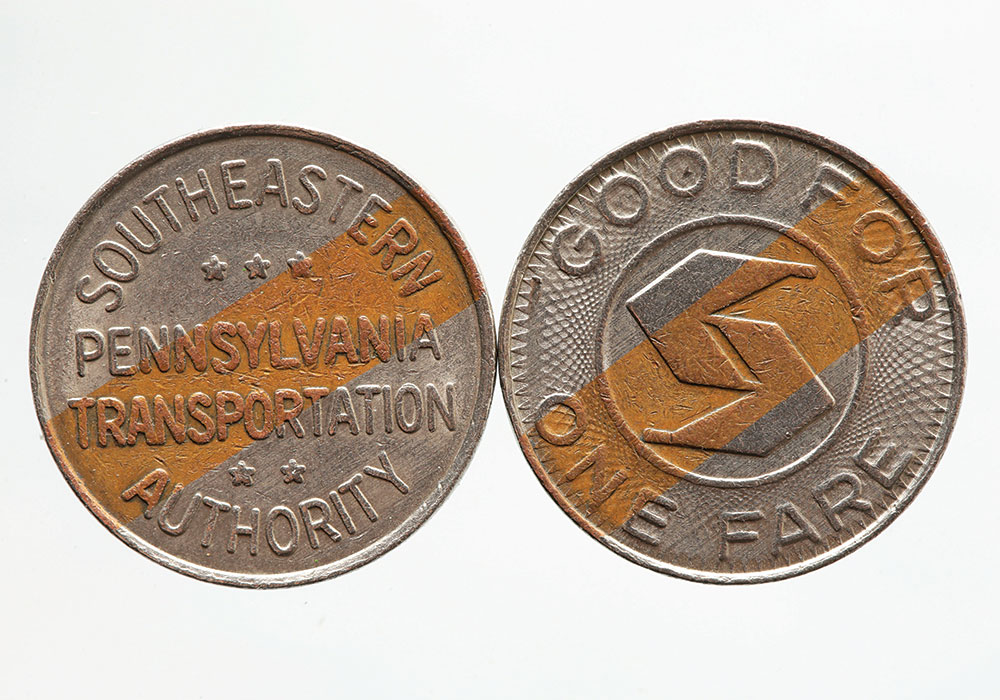 SOUTHEASTERN
PENNSYLVANIA
TRANSPORTATION
AUTHORITY
GOOD FOR
ONE FARE